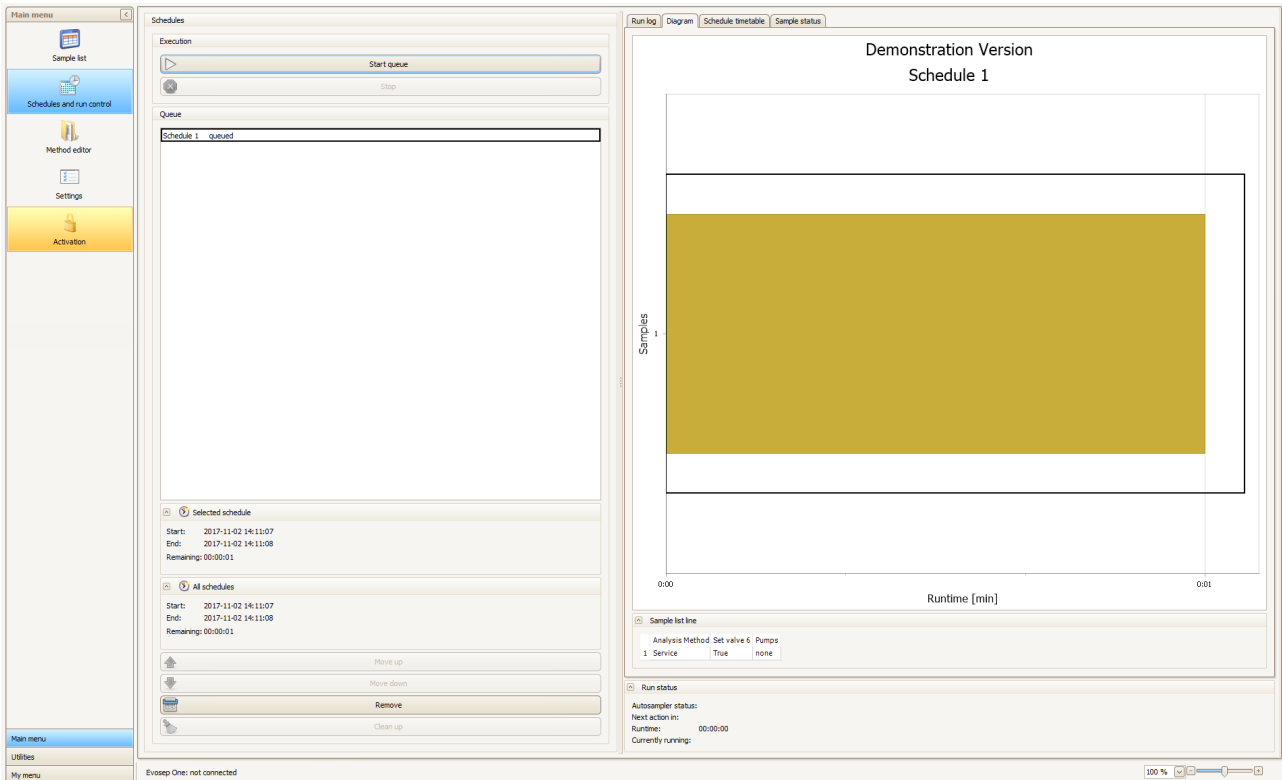 Main menu
Sample list
Schedules and run control
Method editor
Settings
Activation
Main menu
Utilities
My menu
Schedules
Execution
Start queue
Stop
Queue
Schedule 1 queued
Selected schedule
Start: 2017-11-02 14:11:07
End: 2017-11-02 14:11:08
Remaining: 00:00:01
All schedules
Start: 2017-11-02 14:11:07
End: 2017-11-02 14:11:08
Remaining: 00:00:01
Move up
Move down
Remove
Clean up
Run log Diagram Schedule timetable Sample status
Demonstration Version
Schedule 1
Samples
1
0:00 0:01
Runtime [min]
Sample list line
Analysis Method Set valve 6 Pumps
1 Service True none
Run status
Autosampler status:
Next action in:
Runtime: 00:00:00
Currently running:
Evosep One: not connected
100 %